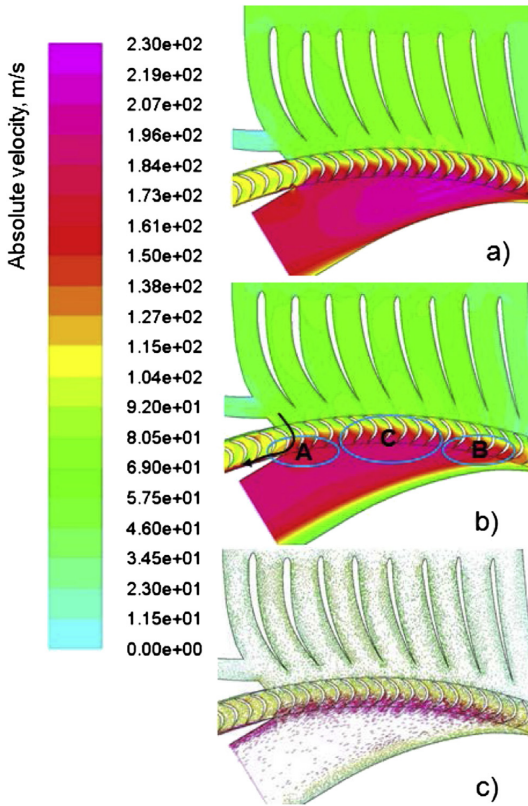 Absolute velocity, m/s
2.30e+02
2.19e+02
2.07e+02
1.96e+02
1.84e+02
1.73e+02
1.61e+02
1.50e+02
1.38e+02
1.27e+02
1.15e+02
1.04e+02
9.20e+01
8.05e+01
6.90e+01
5.75e+01
4.60e+01
3.45e+01
2.30e+01
1.15e+01
0.00e+00
a)
A
C
B
b)
c)